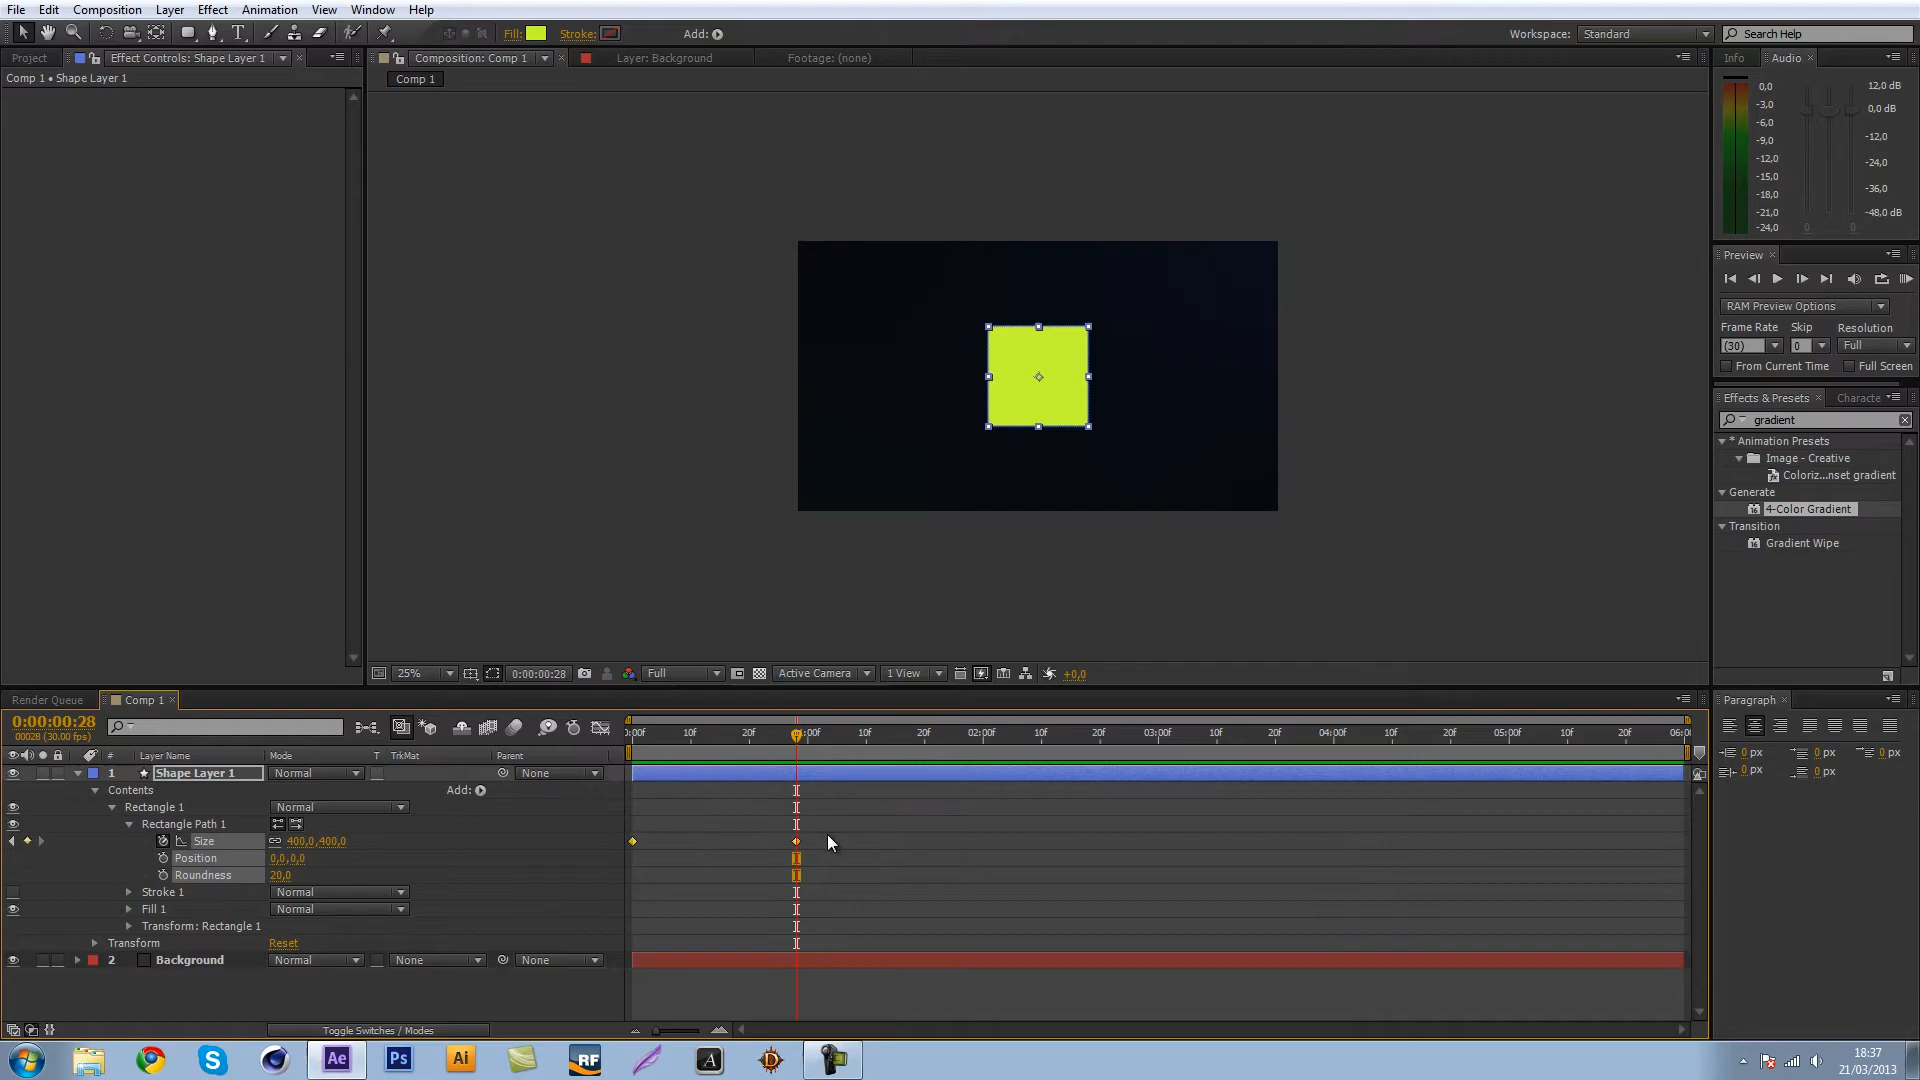 File Edit Composition Layer Effect Animation View Window Help
Fill: Stroke: Add: Workspace: Standard Search Help
Project Effect Controls: Shape Layer 1 Composition: Comp 1 Layer: Background Footage: (none) Info Audio
Comp 1 • Shape Layer 1 Comp 1
0,0 12,0 dB
-3,0 0,0 dB
-6,0
-9,0 -12,0
-12,0
-15,0 -24,0
-18,0 -36,0
-21,0 -48,0 dB
-24,0 0 0
Preview
RAM Preview Options
Frame Rate Skip Resolution
(30) 0 Full
From Current Time Full Screen
Effects & Presets Characte
gradient
* Animation Presets
Image - Creative
Coloriz...nset gradient
Generate
16 4-Color Gradient
Transition
16 Gradient Wipe
25% 0:00:00:28 Full Active Camera 1 View +0,0
Render Queue Comp 1 Paragraph
0:00:00:28
00028 (30.00 fps)
0:00f 10f 20f 01:00f 10f 20f 02:00f 10f 20f 03:00f 10f 20f 04:00f 10f 20f 05:00f 10f 20f 06:0
# Layer Name Mode T TrkMat Parent
0 px 0 px 0 px
0 px 0 px
1 Shape Layer 1 Normal None
Contents Add:
Rectangle 1 Normal
Rectangle Path 1
Size 400,0,400,0
Position 0,0,0,0
Roundness 20,0
Stroke 1 Normal
Fill 1 Normal
Transform: Rectangle 1
Transform Reset
2 Background Normal None None
Toggle Switches / Modes
Ae Ps Ai RF A
18:37
21/03/2013